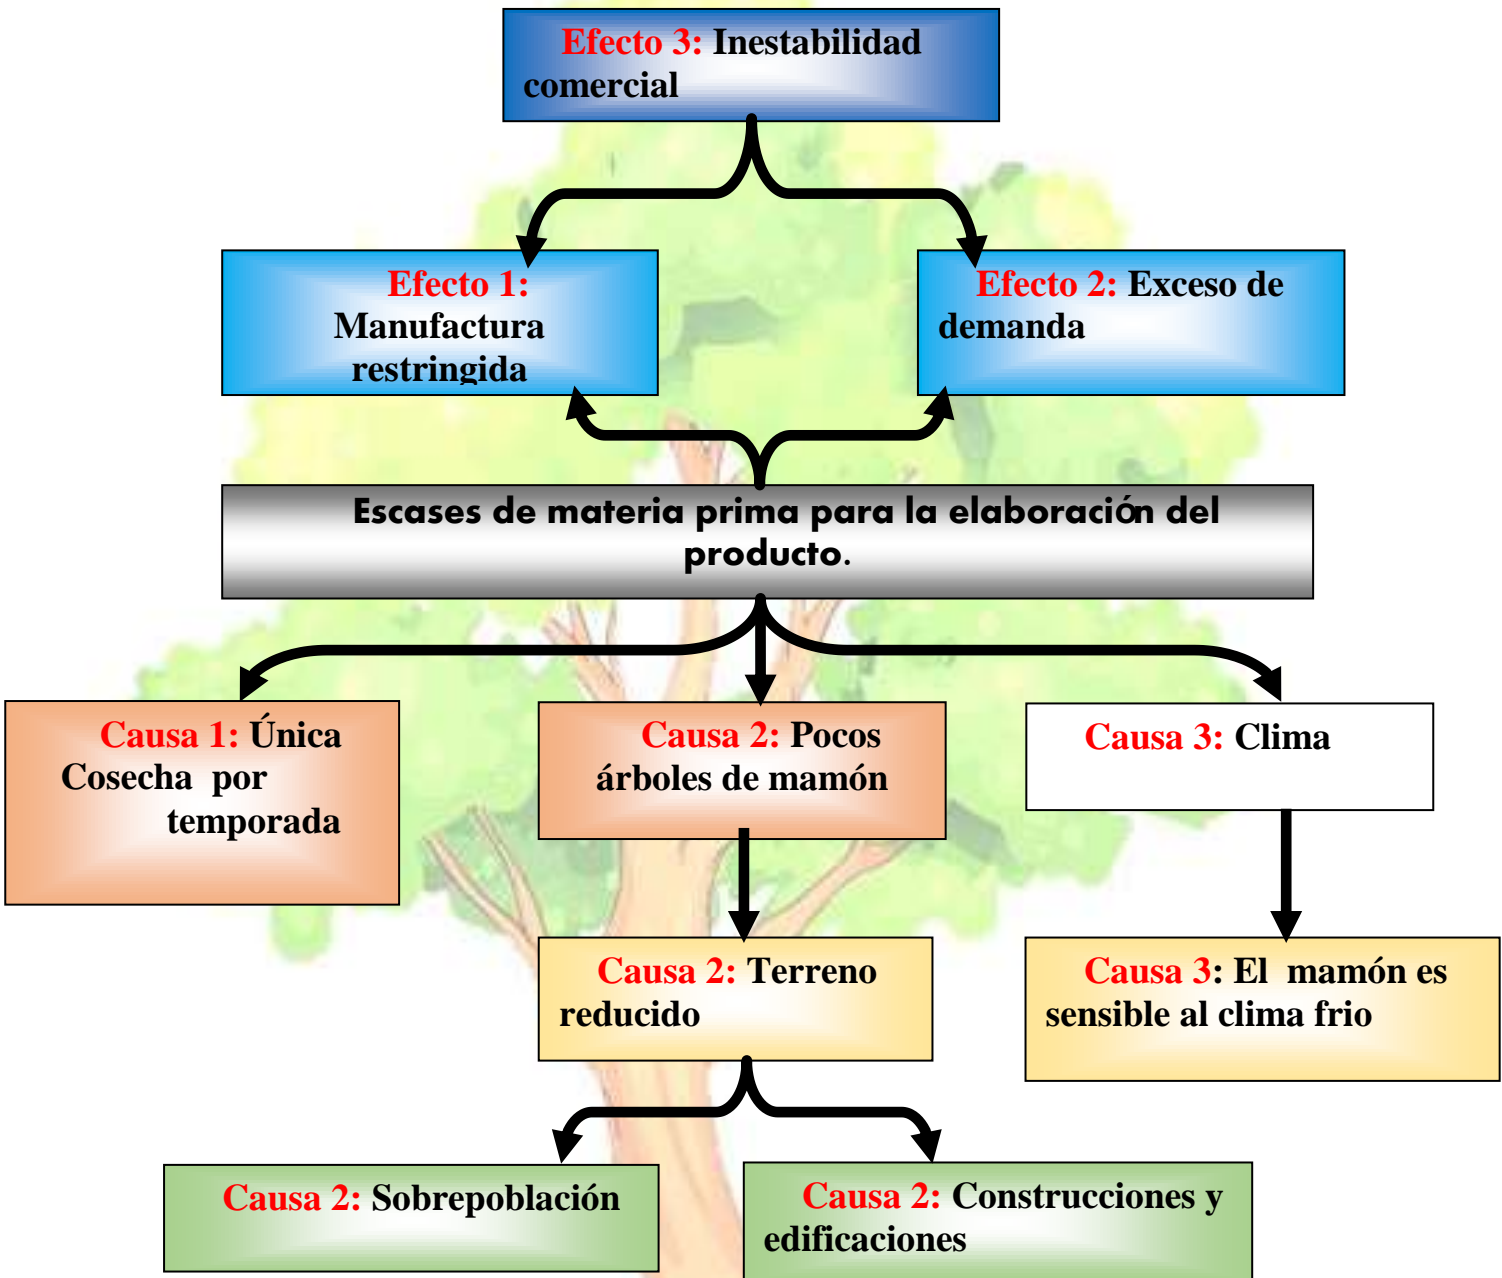 Efecto 3: Inestabilidad
comercial
Efecto 1:
Manufactura
restringida
Efecto 2: Exceso de
demanda
Escases de materia prima para la elaboración del
producto.
Causa 1: Única
Cosecha por
temporada
Causa 2: Pocos
árboles de mamón
Causa 3: Clima
Causa 2: Terreno
reducido
Causa 3: El mamón es
sensible al clima frio
Causa 2: Sobrepoblación
Causa 2: Construcciones y
edificaciones